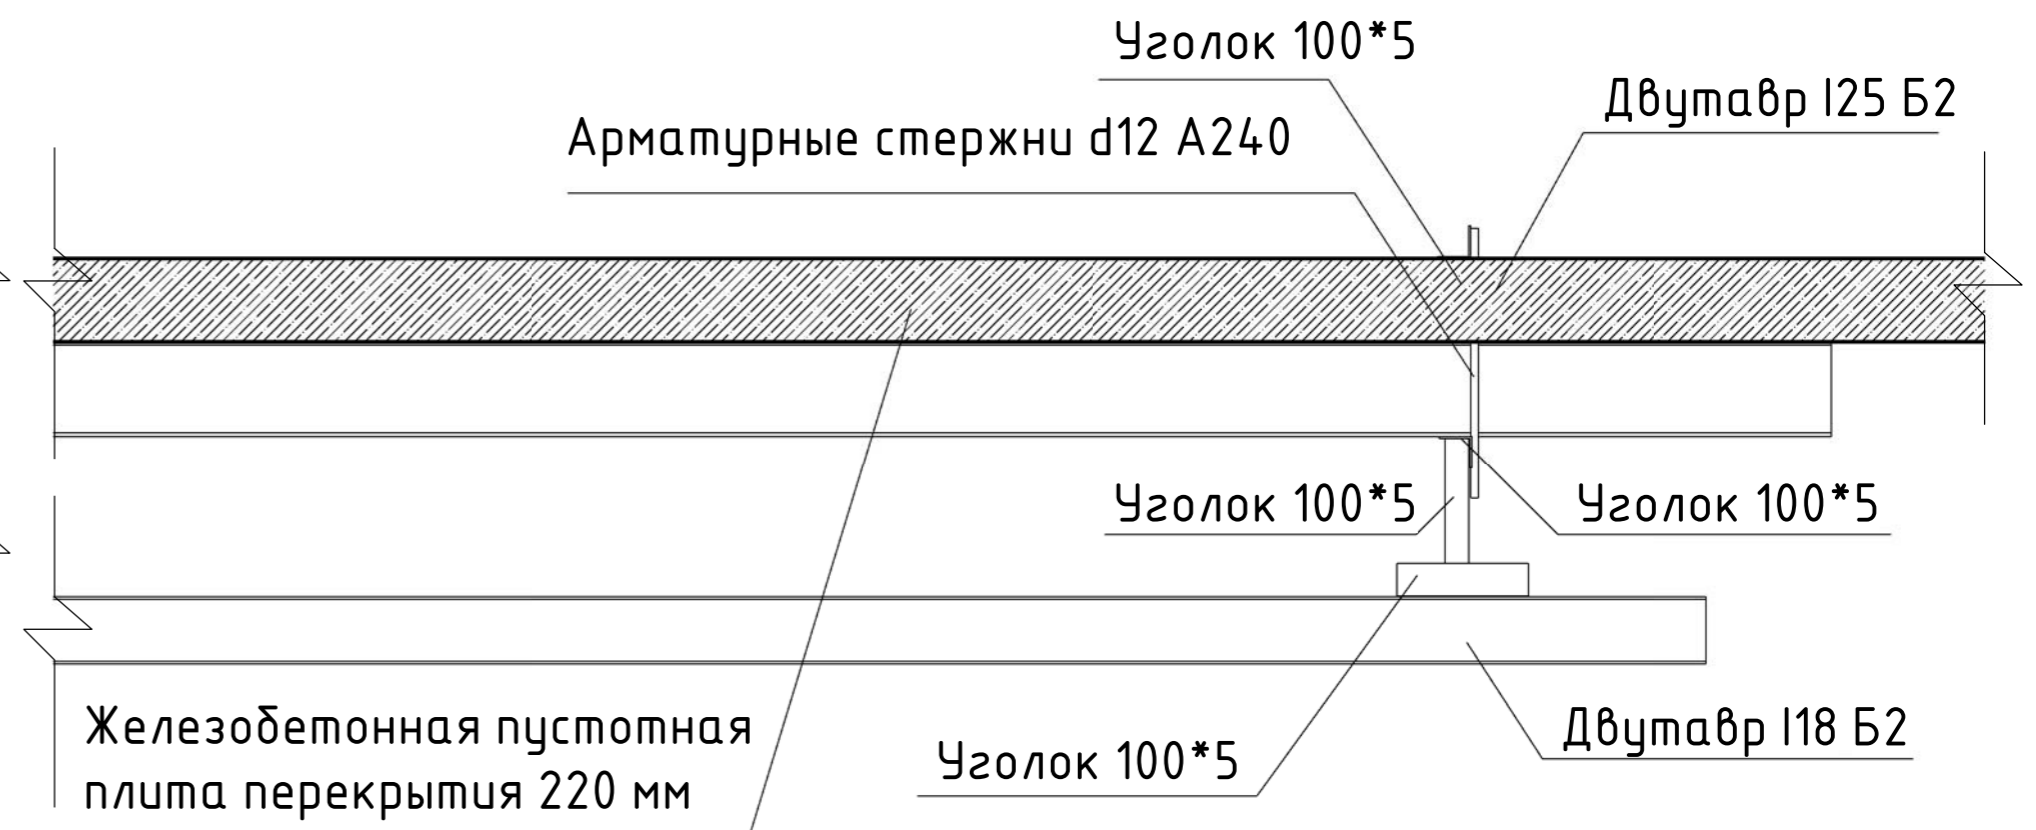 Уголок 100*5
Двутавр I25 Б2
Арматурные стержни d12 А240
Уголок 100*5
Уголок 100*5
Железобетонная пустотная
плита перекрытия 220 мм
Уголок 100*5
Двутавр I18 Б2